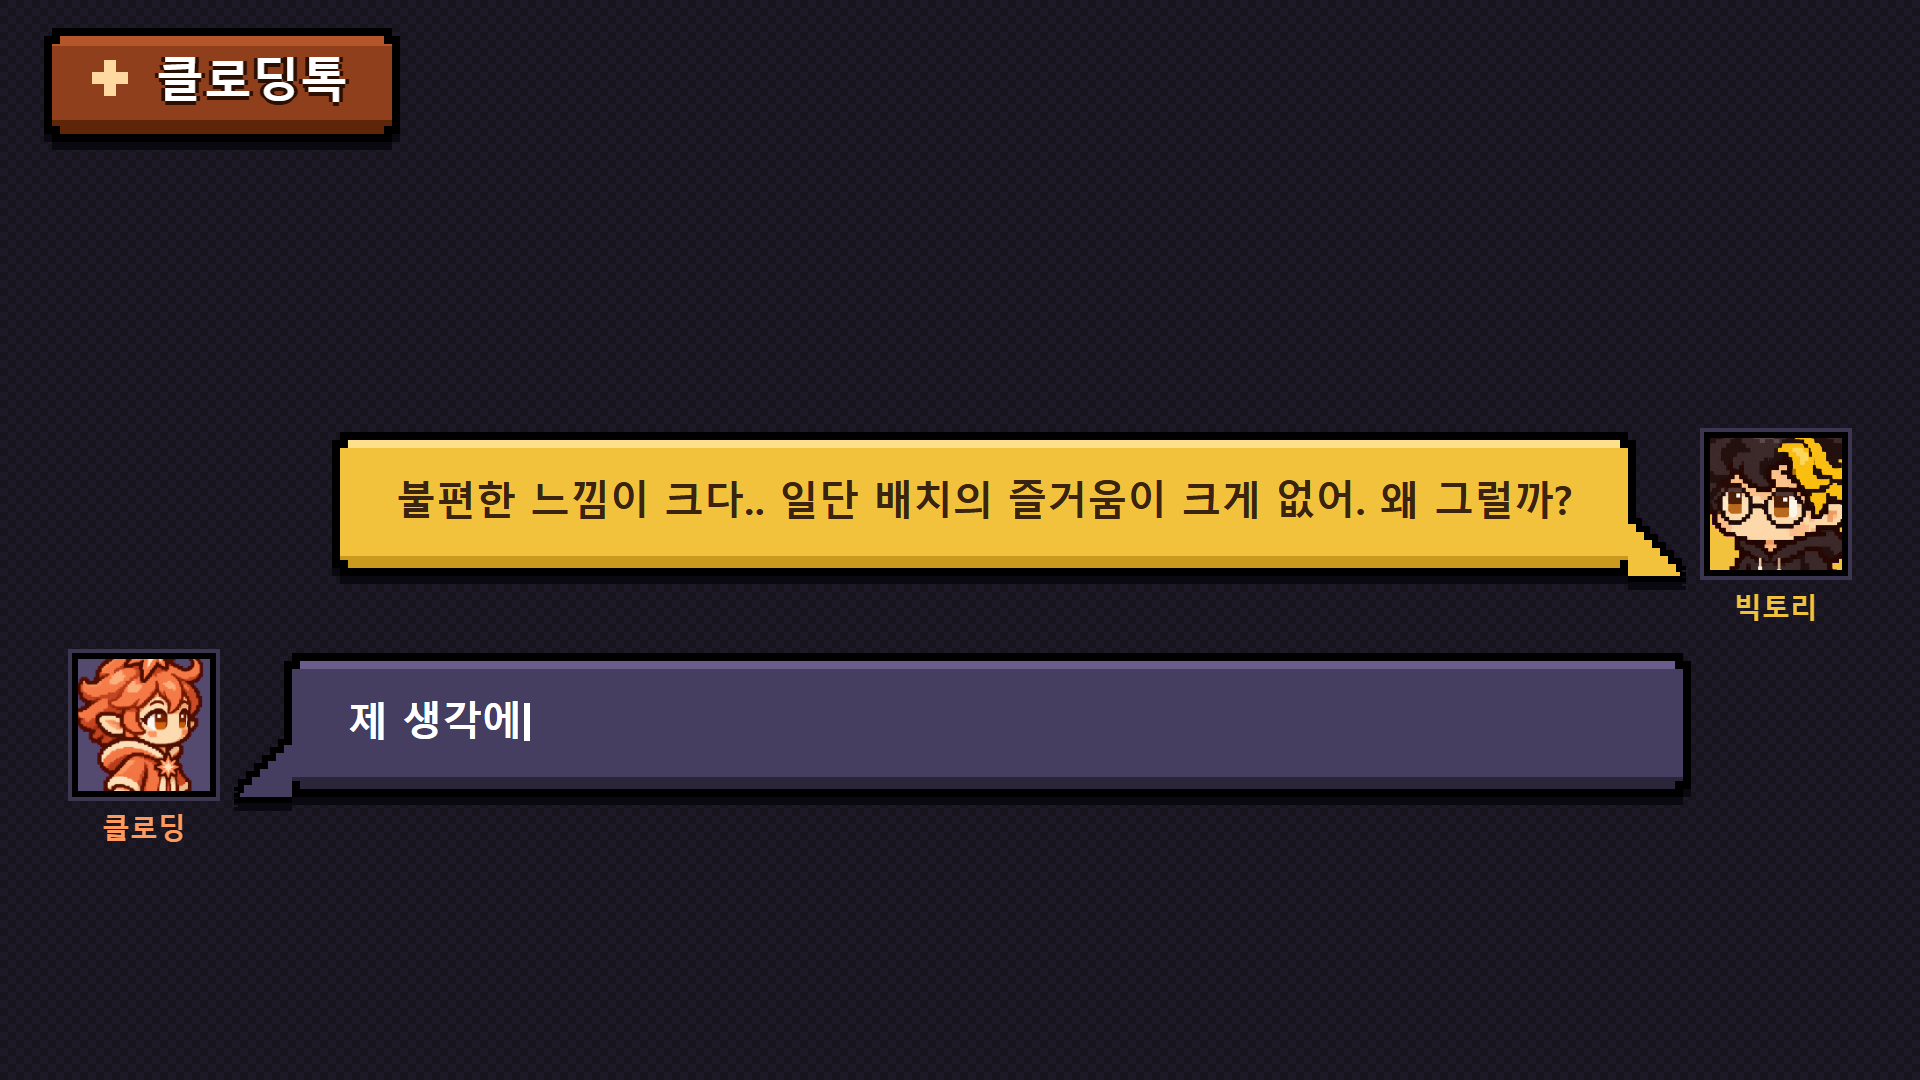 클로딩톡
불편한 느낌이 크다.. 일단 배치의 즐거움이 크게 없어. 왜 그럴까?
빅토리
제 생각에
클로딩